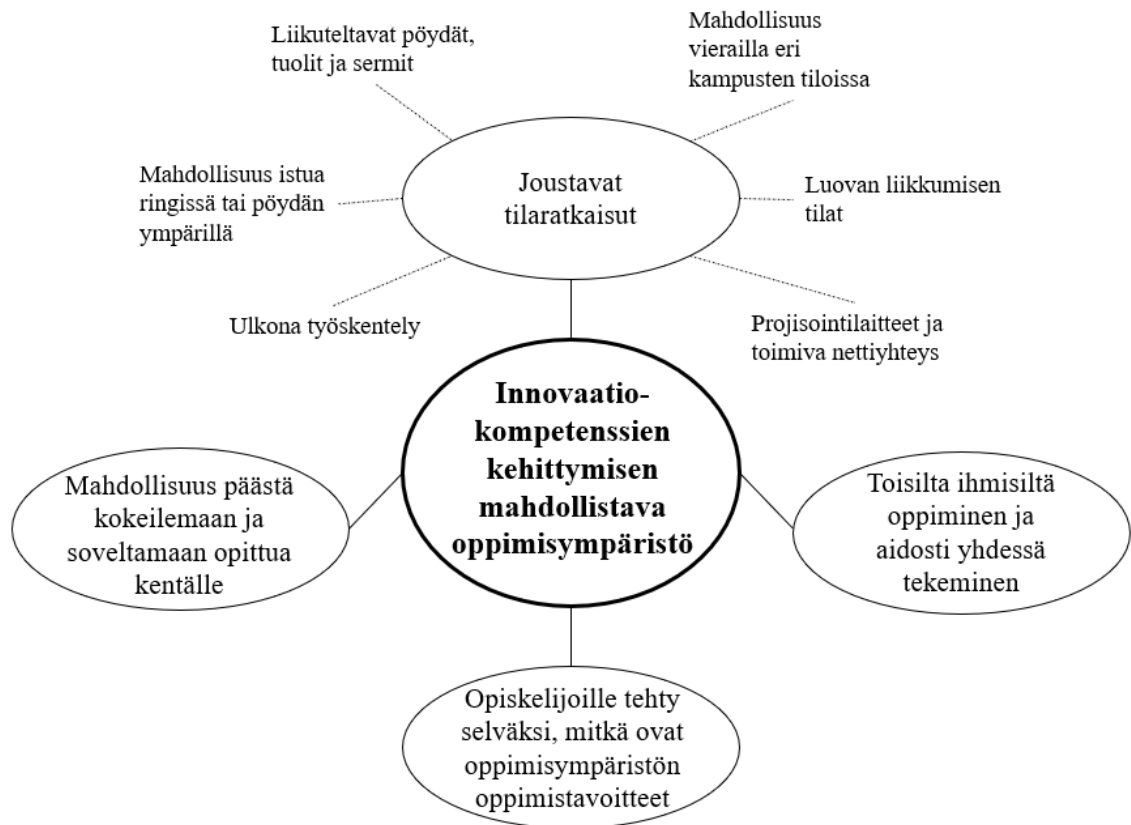 Liikuteltavat pöydät,
tuolit ja sermit
Mahdollisuus
vierailla eri
kampusten tiloissa
Mahdollisuus istua
ringissä tai pöydän
ympärillä
Joustavat
tilaratkaisut
Luovan liikkumisen
tilat
Ulkona työskentely
Projisointilaitteet ja
toimiva nettiyhteys
Innovaatio-
kompetenssien
kehittymisen
mahdollistava
oppimisympäristö
Mahdollisuus päästä
kokeilemaan ja
soveltamaan opittua
kentälle
Toisilta ihmisiltä
oppiminen ja
aidosti yhdessä
tekeminen
Opiskelijoille tehty
selväksi, mitkä ovat
oppimisympäristön
oppimistavoitteet